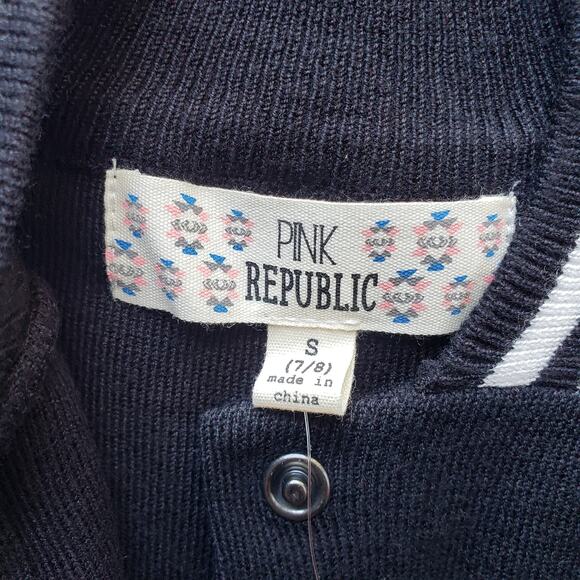 PINK
REPUBLIC
S
(7/8)
made in
china